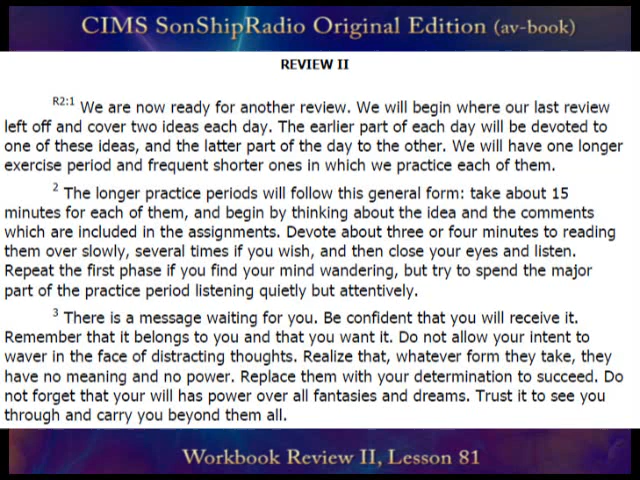 CIMS SonShipRadio Original Edition (av-book)
REVIEW II
R2:1 We are now ready for another review. We will begin where our last review
left off and cover two ideas each day. The earlier part of each day will be devoted to
one of these ideas, and the latter part of the day to the other. We will have one longer
exercise period and frequent shorter ones in which we practice each of them.
2 The longer practice periods will follow this general form: take about 15
minutes for each of them, and begin by thinking about the idea and the comments
which are included in the assignments. Devote about three or four minutes to reading
them over slowly, several times if you wish, and then close your eyes and listen.
Repeat the first phase if you find your mind wandering, but try to spend the major
part of the practice period listening quietly but attentively.
3 There is a message waiting for you. Be confident that you will receive it.
Remember that it belongs to you and that you want it. Do not allow your intent to
waver in the face of distracting thoughts. Realize that, whatever form they take, they
have no meaning and no power. Replace them with your determination to succeed. Do
not forget that your will has power over all fantasies and dreams. Trust it to see you
through and carry you beyond them all.
Workbook Review II, Lesson 81